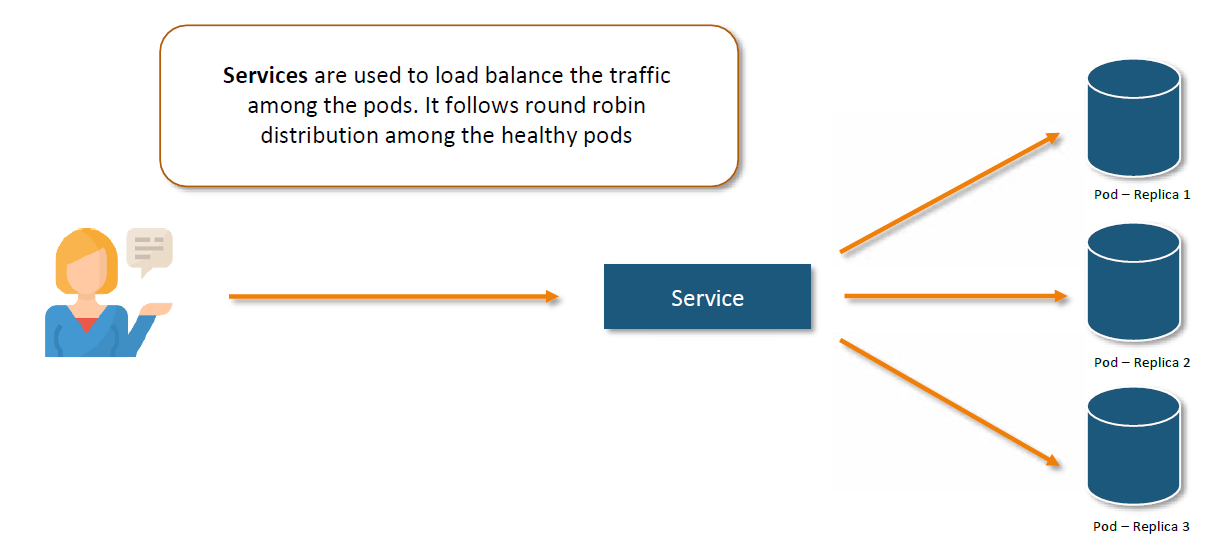 Services are used to load balance the traffic
among the pods. It follows round robin
distribution among the healthy pods
Service
Pod – Replica 1
Pod – Replica 2
Pod – Replica 3